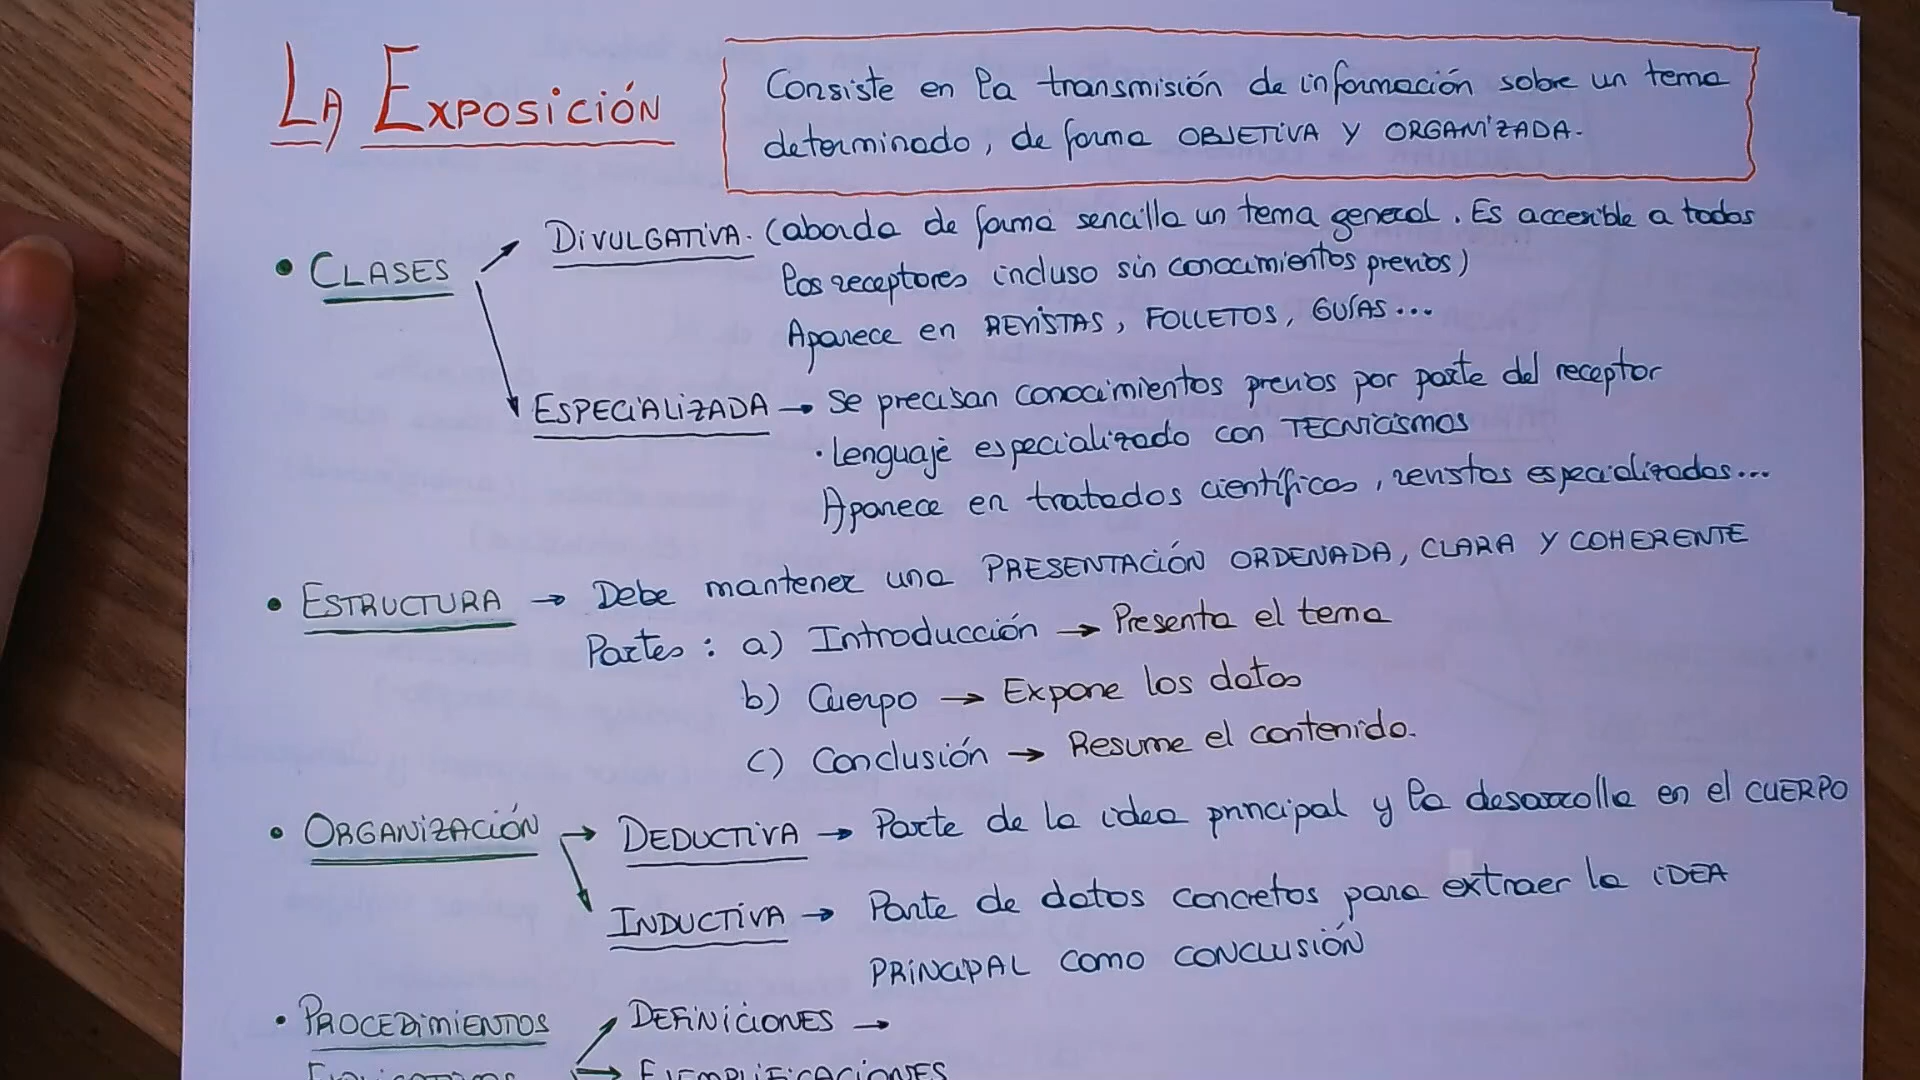 LA EXPOSICIÓN
Consiste en la transmisión de información sobre un tema
determinado, de forma OBJETIVA Y ORGANIZADA.
• CLASES
DIVULGATIVA. (aborda de forma sencilla un tema general. Es accesible a todos
los receptores incluso sin conocimientos previos)
Aparece en REVISTAS, FOLLETOS, GUÍAS...
ESPECIALIZADA → Se precisan conocimientos previos por parte del receptor
• Lenguaje especializado con TECNICISMOS
Aparece en tratados científicos, revistas especializadas...
• ESTRUCTURA → Debe mantener una PRESENTACIÓN ORDENADA, CLARA Y COHERENTE
Partes: a) Introducción → Presenta el tema
b) Cuerpo → Expone los datos
c) Conclusión → Resume el contenido.
• ORGANIZACIÓN → DEDUCTIVA → Parte de la idea principal y la desarrolla en el CUERPO
INDUCTIVA → Parte de datos concretos para extraer la IDEA
PRINCIPAL como CONCLUSIÓN
• PROCEDIMIENTOS DEFINICIONES →
EXPLICATIVOS → EJEMPLIFICACIONES